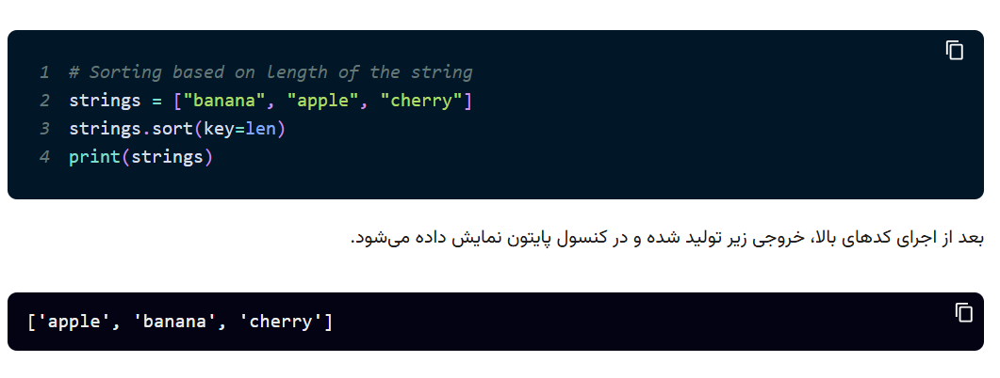 1 # Sorting based on length of the string
2 strings = ["banana", "apple", "cherry"]
3 strings.sort(key=len)
4 print(strings)
بعد از اجرای کدهای بالا، خروجی زیر تولید شده و در کنسول پایتون نمایش داده می‌شود.
['apple', 'banana', 'cherry']